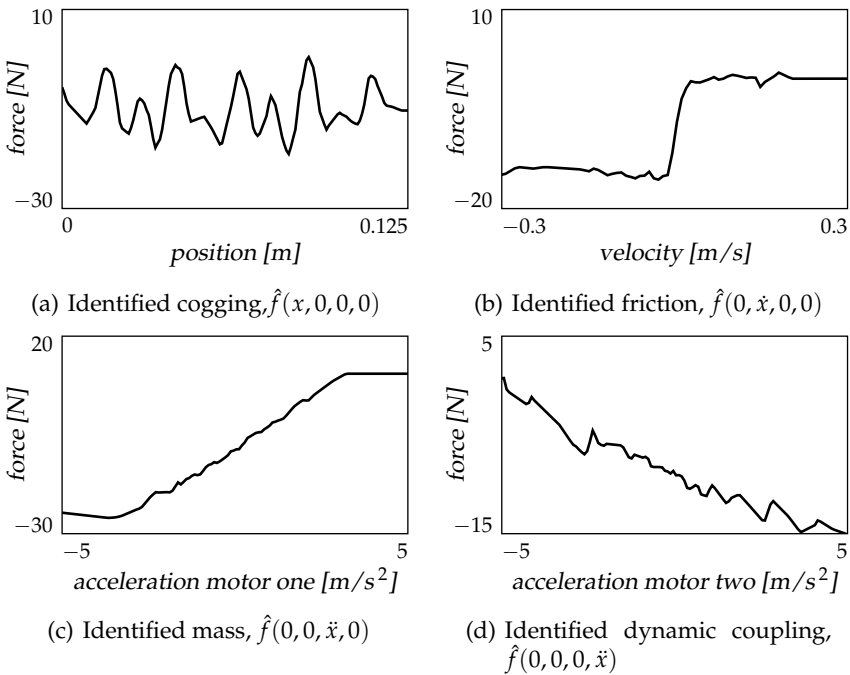 10
force [N]
−30
0
0.125
position [m]
(a) Identified cogging, f̂(x, 0, 0, 0)
10
force [N]
−20
−0.3
0.3
velocity [m/s]
(b) Identified friction, f̂(0, ẋ, 0, 0)
20
force [N]
−30
−5
5
acceleration motor one [m/s²]
(c) Identified mass, f̂(0, 0, ẍ, 0)
5
force [N]
−15
−5
5
acceleration motor two [m/s²]
(d) Identified dynamic coupling,
f̂(0, 0, 0, ẍ)